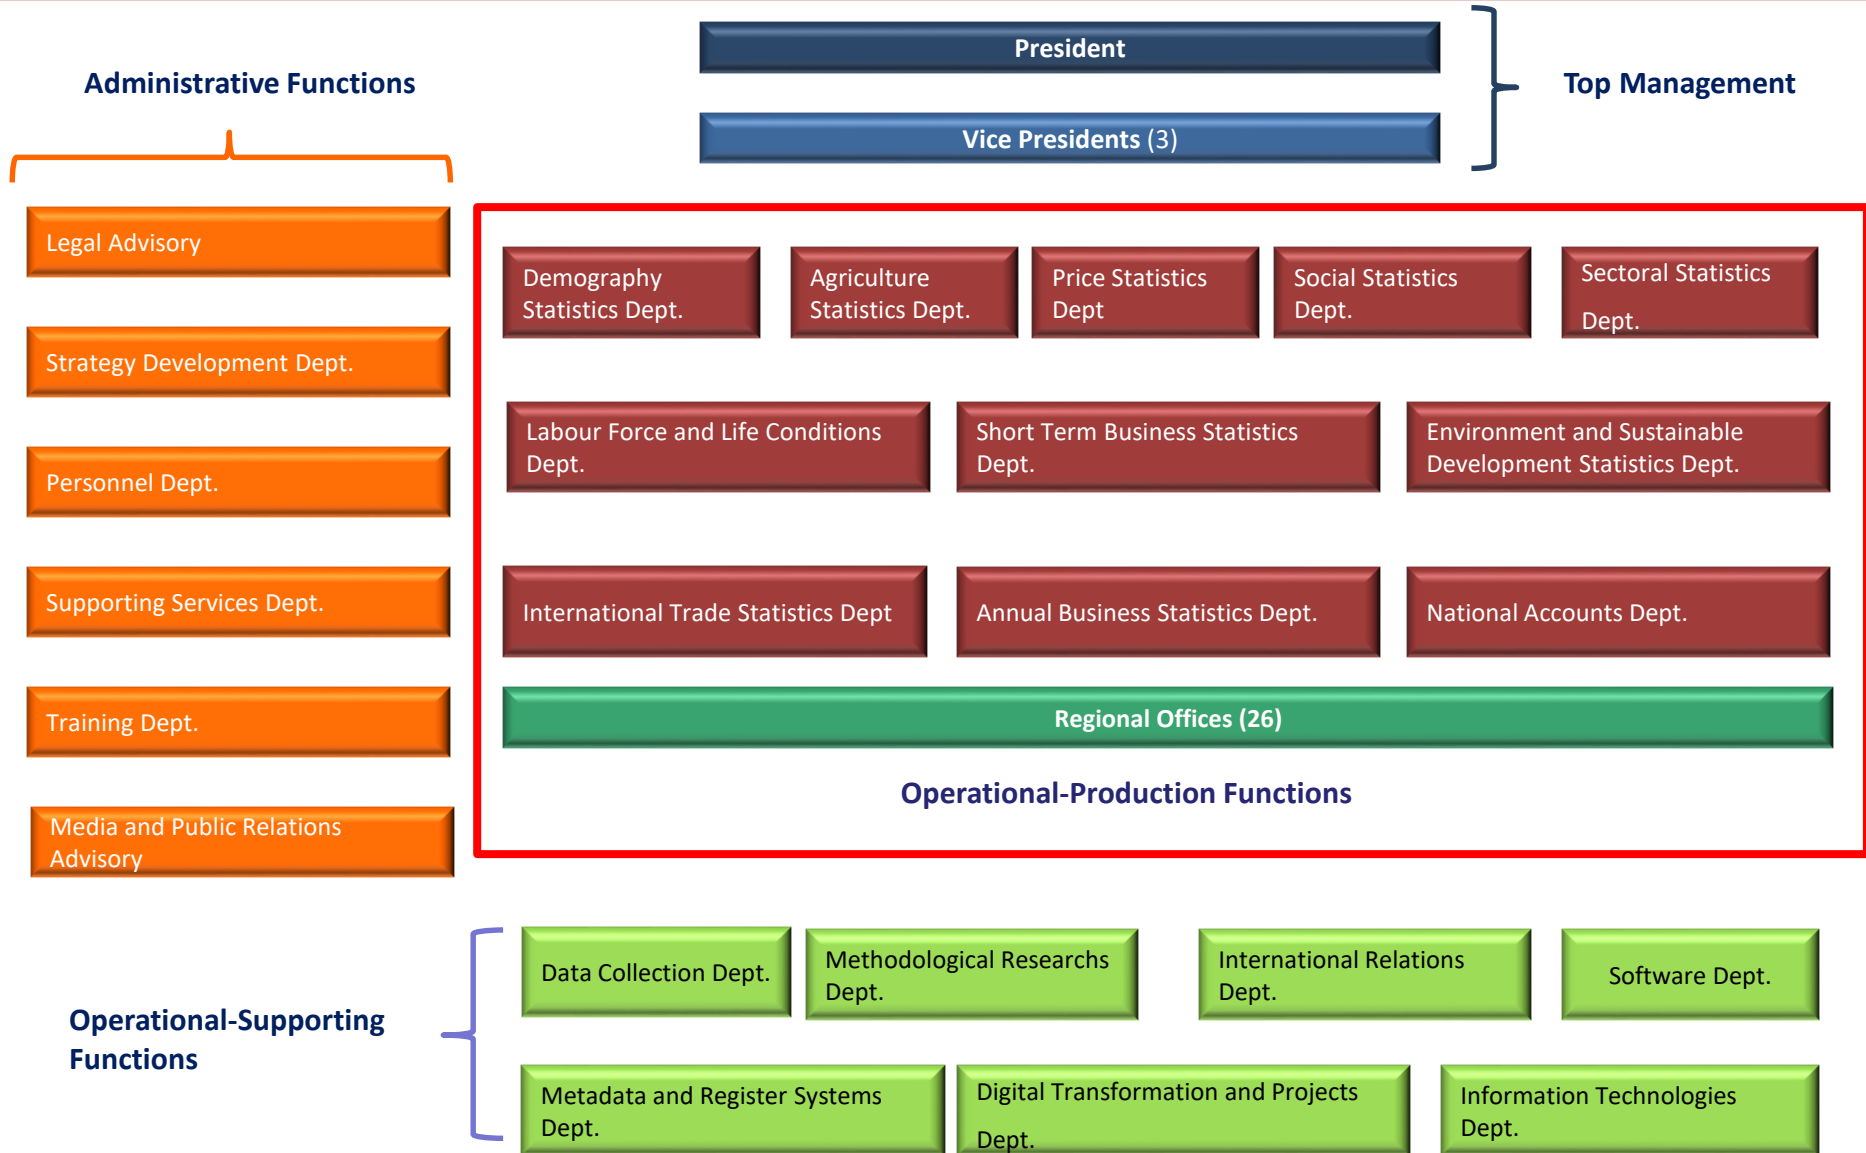 President
Administrative Functions
Top Management
Vice Presidents (3)
Legal Advisory
Strategy Development Dept.
Personnel Dept.
Supporting Services Dept.
Training Dept.
Media and Public Relations
Advisory
Demography
Statistics Dept.
Agriculture
Statistics Dept.
Price Statistics
Dept
Social Statistics
Dept.
Sectoral Statistics
Dept.
Labour Force and Life Conditions
Dept.
Short Term Business Statistics
Dept.
Environment and Sustainable
Development Statistics Dept.
International Trade Statistics Dept
Annual Business Statistics Dept.
National Accounts Dept.
Regional Offices (26)
Operational-Production Functions
Operational-Supporting
Functions
Data Collection Dept.
Methodological Researchs
Dept.
International Relations
Dept.
Software Dept.
Metadata and Register Systems
Dept.
Digital Transformation and Projects
Dept.
Information Technologies
Dept.